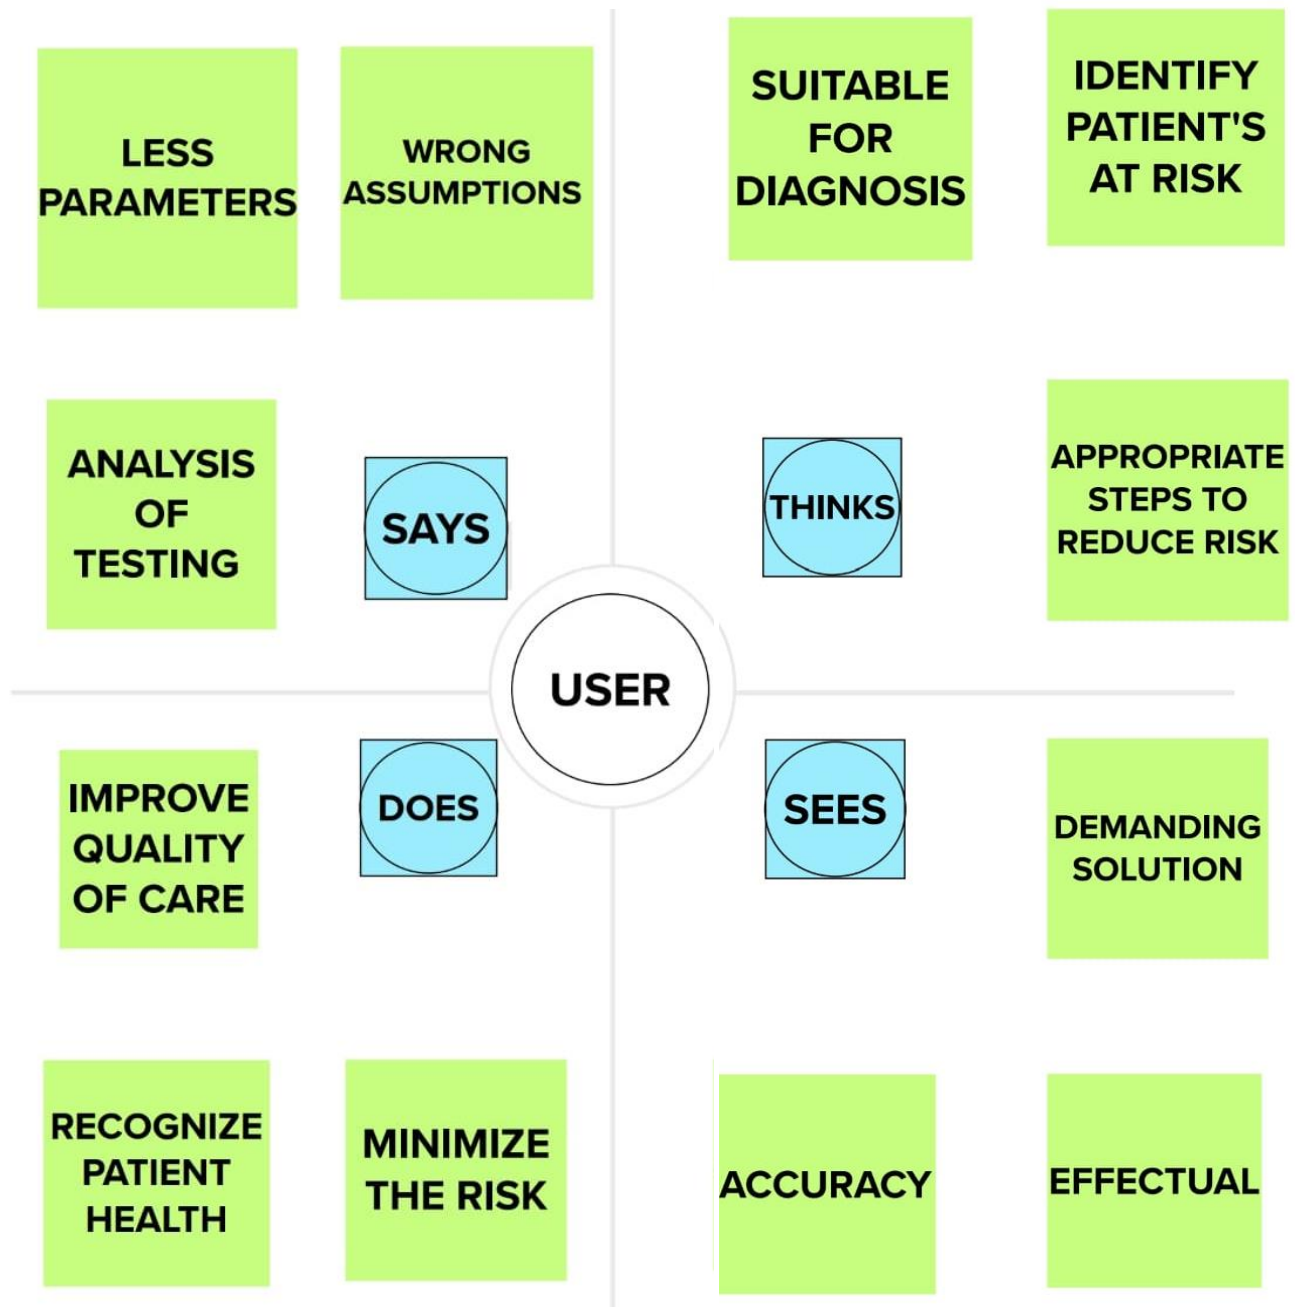 LESS
PARAMETERS
WRONG
ASSUMPTIONS
ANALYSIS
OF
TESTING
SAYS
SUITABLE
FOR
DIAGNOSIS
IDENTIFY
PATIENT'S
AT RISK
THINKS
APPROPRIATE
STEPS TO
REDUCE RISK
USER
IMPROVE
QUALITY
OF CARE
DOES
RECOGNIZE
PATIENT
HEALTH
MINIMIZE
THE RISK
SEES
DEMANDING
SOLUTION
ACCURACY
EFFECTUAL